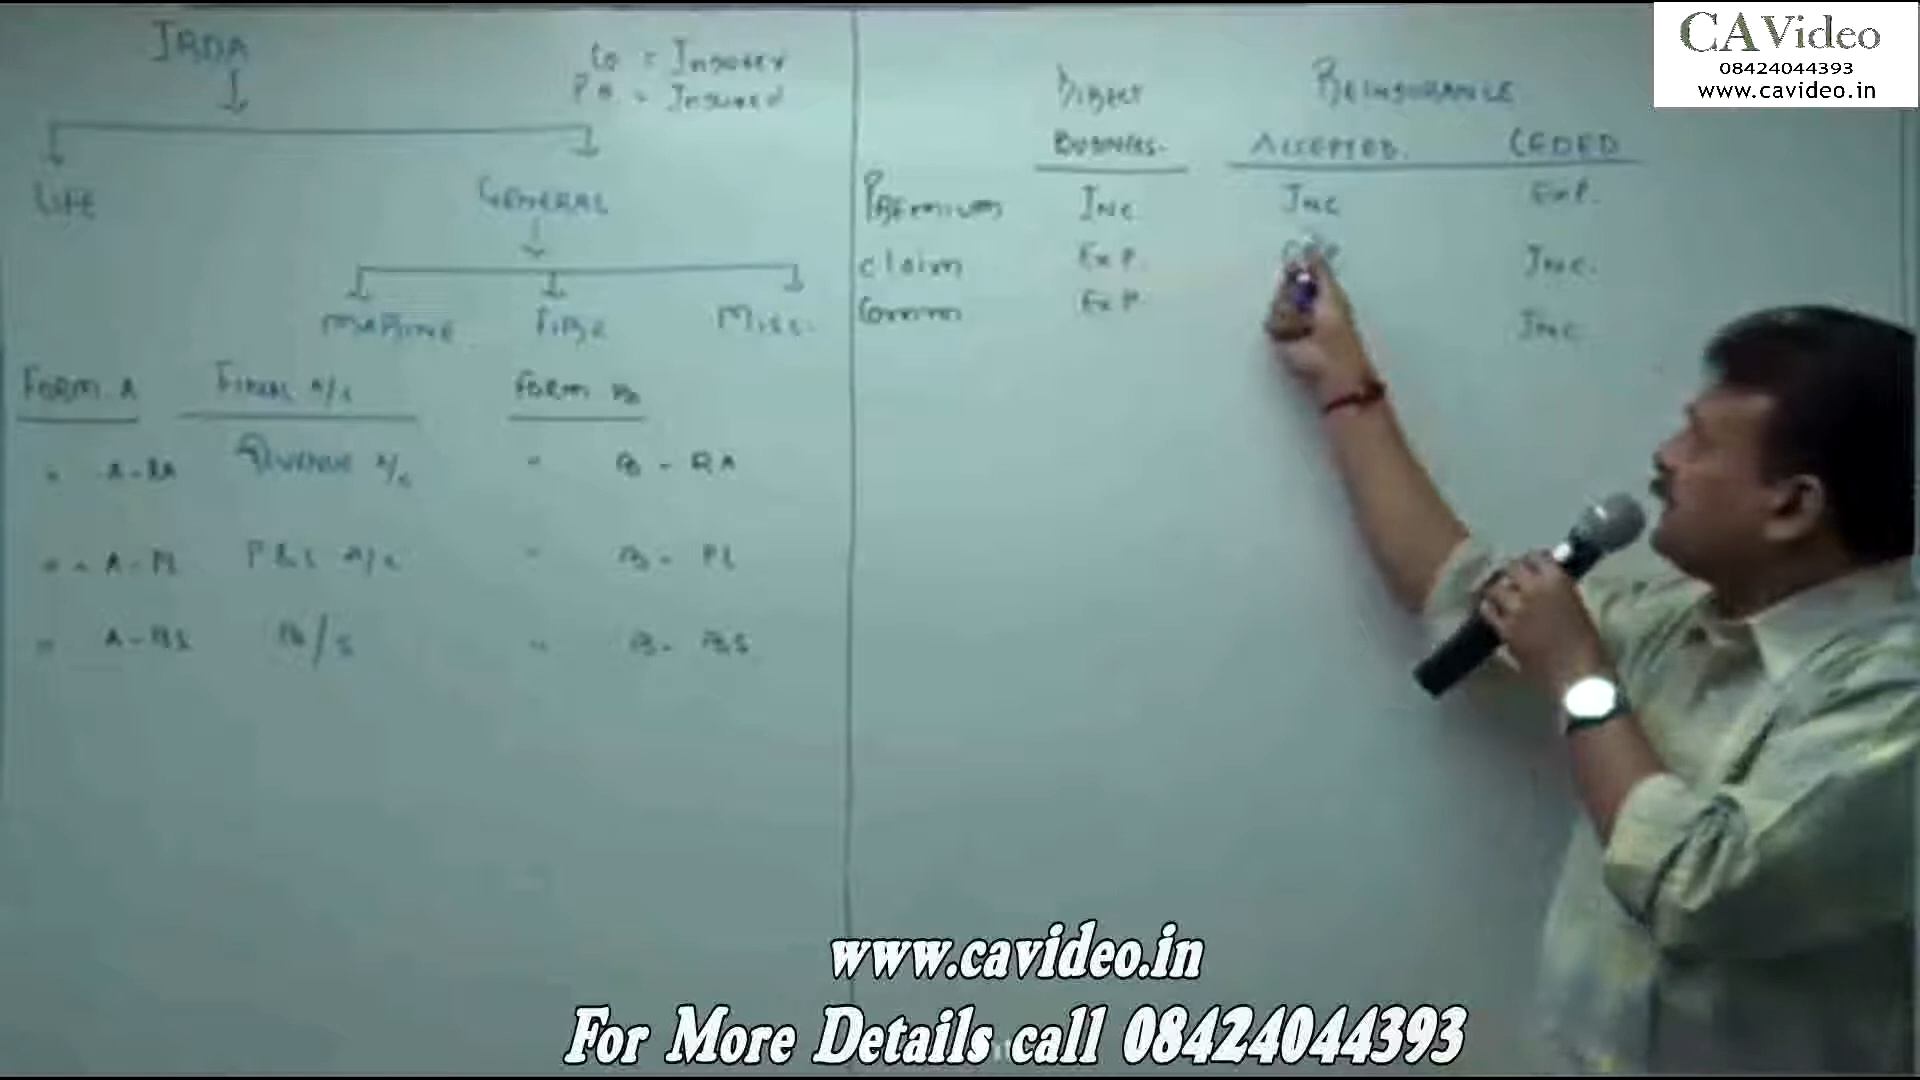 IRDA
Co = Insurer
PH = Insured
LIFE GENERAL
MARINE FIRE MISC.
FORM A FINAL A/c FORM B
" A-RA REVENUE A/c " B - RA
" A-PL P&L A/c " B - PL
" A-BS B/S " B - BS
DIRECT REINSURANCE
BUSINESS. ACCEPTED. CEDED
PREMIUM INC INC EXP.
claim EXP. EXP INC.
Comm EXP INC
CAVideo
08424044393
www.cavideo.in
www.cavideo.in
For More Details call 08424044393